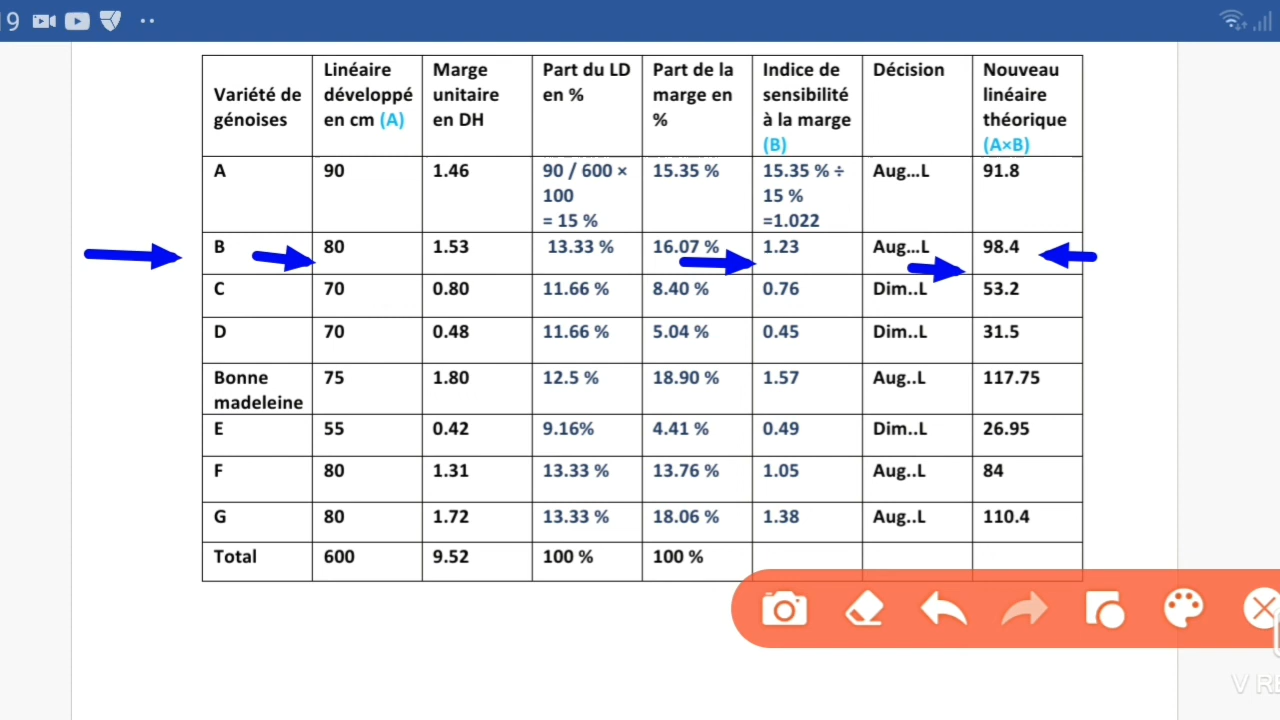 19
Variété de génoises | Linéaire développé en cm (A) | Marge unitaire en DH | Part du LD en % | Part de la marge en % | Indice de sensibilité à la marge (B) | Décision | Nouveau linéaire théorique (A×B)
A | 90 | 1.46 | 90 / 600 × 100 = 15 % | 15.35 % | 15.35 % ÷ 15 % =1.022 | Aug...L | 91.8
B | 80 | 1.53 | 13.33 % | 16.07 % | 1.23 | Aug...L | 98.4
C | 70 | 0.80 | 11.66 % | 8.40 % | 0.76 | Dim..L | 53.2
D | 70 | 0.48 | 11.66 % | 5.04 % | 0.45 | Dim..L | 31.5
Bonne madeleine | 75 | 1.80 | 12.5 % | 18.90 % | 1.57 | Aug..L | 117.75
E | 55 | 0.42 | 9.16% | 4.41 % | 0.49 | Dim..L | 26.95
F | 80 | 1.31 | 13.33 % | 13.76 % | 1.05 | Aug..L | 84
G | 80 | 1.72 | 13.33 % | 18.06 % | 1.38 | Aug..L | 110.4
Total | 600 | 9.52 | 100 % | 100 %